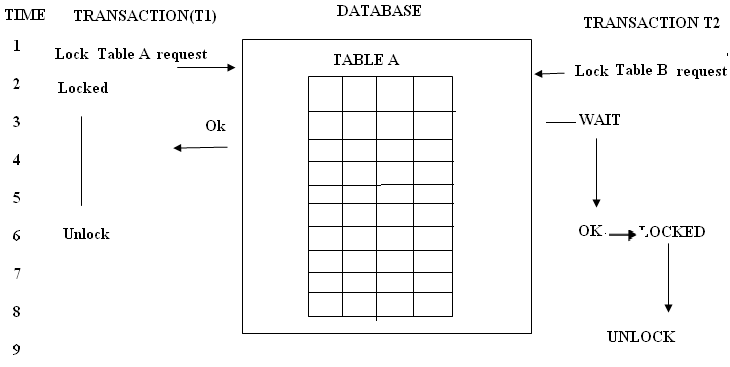 TIME TRANSACTION(T1) DATABASE TRANSACTION T2
1 Lock Table A request TABLE A
2 Locked Lock Table B request
3 Ok WAIT
4
5
6 Unlock OK LOCKED
7
8 UNLOCK
9